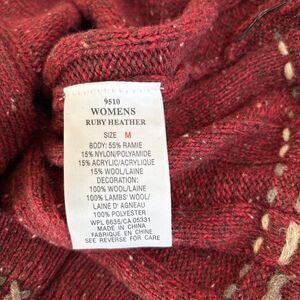 9510
WOMENS
RUBY HEATHER
SIZE M
BODY: 55% RAMIE
15% NYLON/POLYAMIDE
15% ACRYLIC/ACRYLIQUE
15% WOOL/LAINE
DECORATION:
100% WOOL/LAINE
100% LAMBS' WOOL/
LAINE D' AGNEAU
100% POLYESTER
WPL 6635/CA 05331
MADE IN CHINA
FABRIQUE EN CHINE
SEE REVERSE FOR CARE